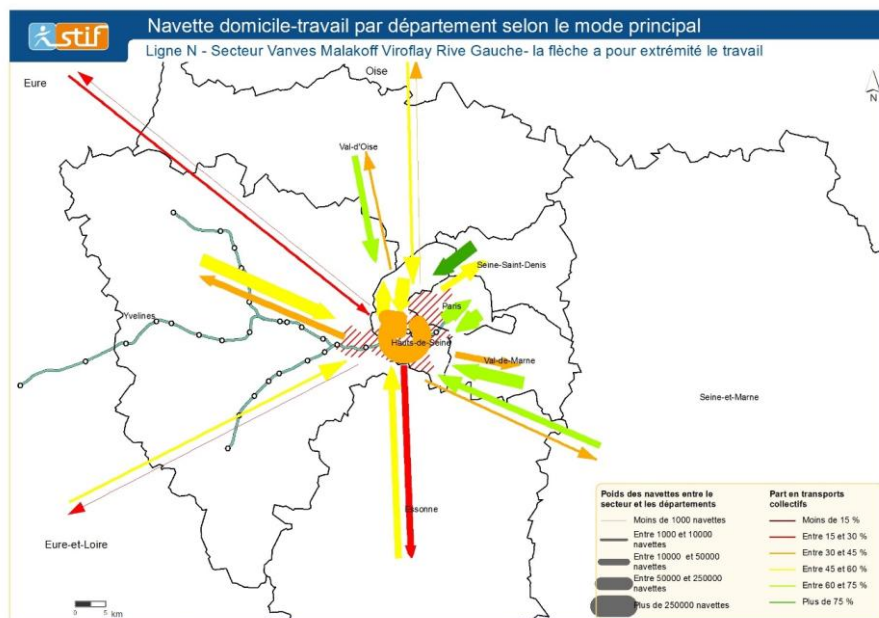 stif
Navette domicile-travail par département selon le mode principal
Ligne N - Secteur Vanves Malakoff Viroflay Rive Gauche- la flèche a pour extrémité le travail
Eure
Oise
N
Val-d'Oise
Seine-Saint-Denis
Paris
Yvelines
Hauts-de-Seine
Val-de-Marne
Seine-et-Marne
Essonne
Eure-et-Loire
0 5
km
Poids des navettes entre le
secteur et les départements
Moins de 1000 navettes
Entre 1000 et 10000
navettes
Entre 10000 et 50000
navettes
Entre 50000 et 250000
navettes
Plus de 250000 navettes
Part en transports
collectifs
Moins de 15 %
Entre 15 et 30 %
Entre 30 et 45 %
Entre 45 et 60 %
Entre 60 et 75 %
Plus de 75 %